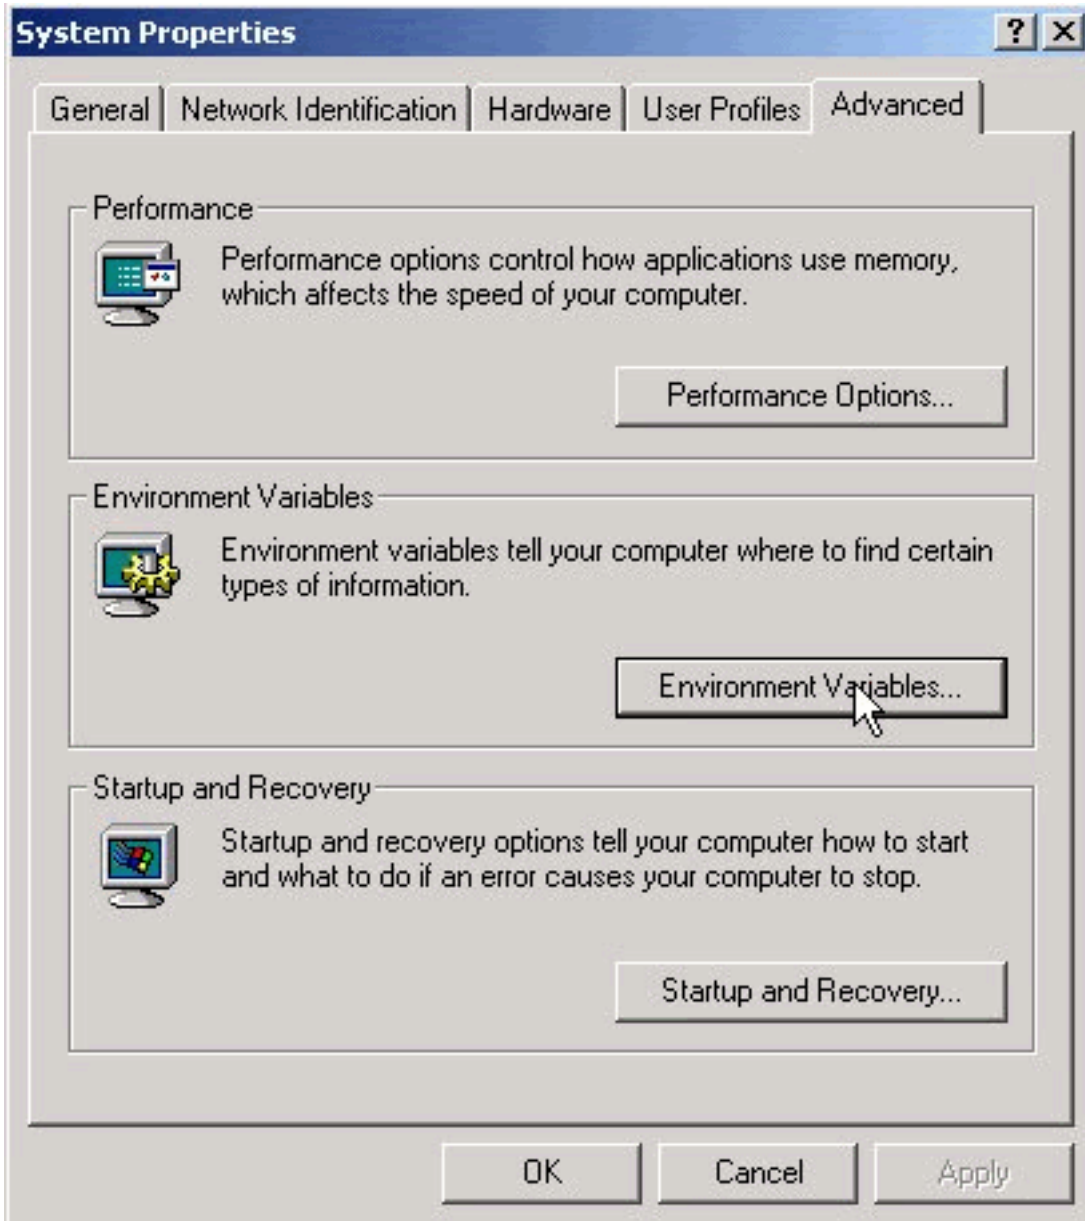 System Properties
General
Network Identification
Hardware
User Profiles
Advanced
Performance
Performance options control how applications use memory,
which affects the speed of your computer.
Performance Options...
Environment Variables
Environment variables tell your computer where to find certain
types of information.
Environment Variables...
Startup and Recovery
Startup and recovery options tell your computer how to start
and what to do if an error causes your computer to stop.
Startup and Recovery...
OK
Cancel
Apply